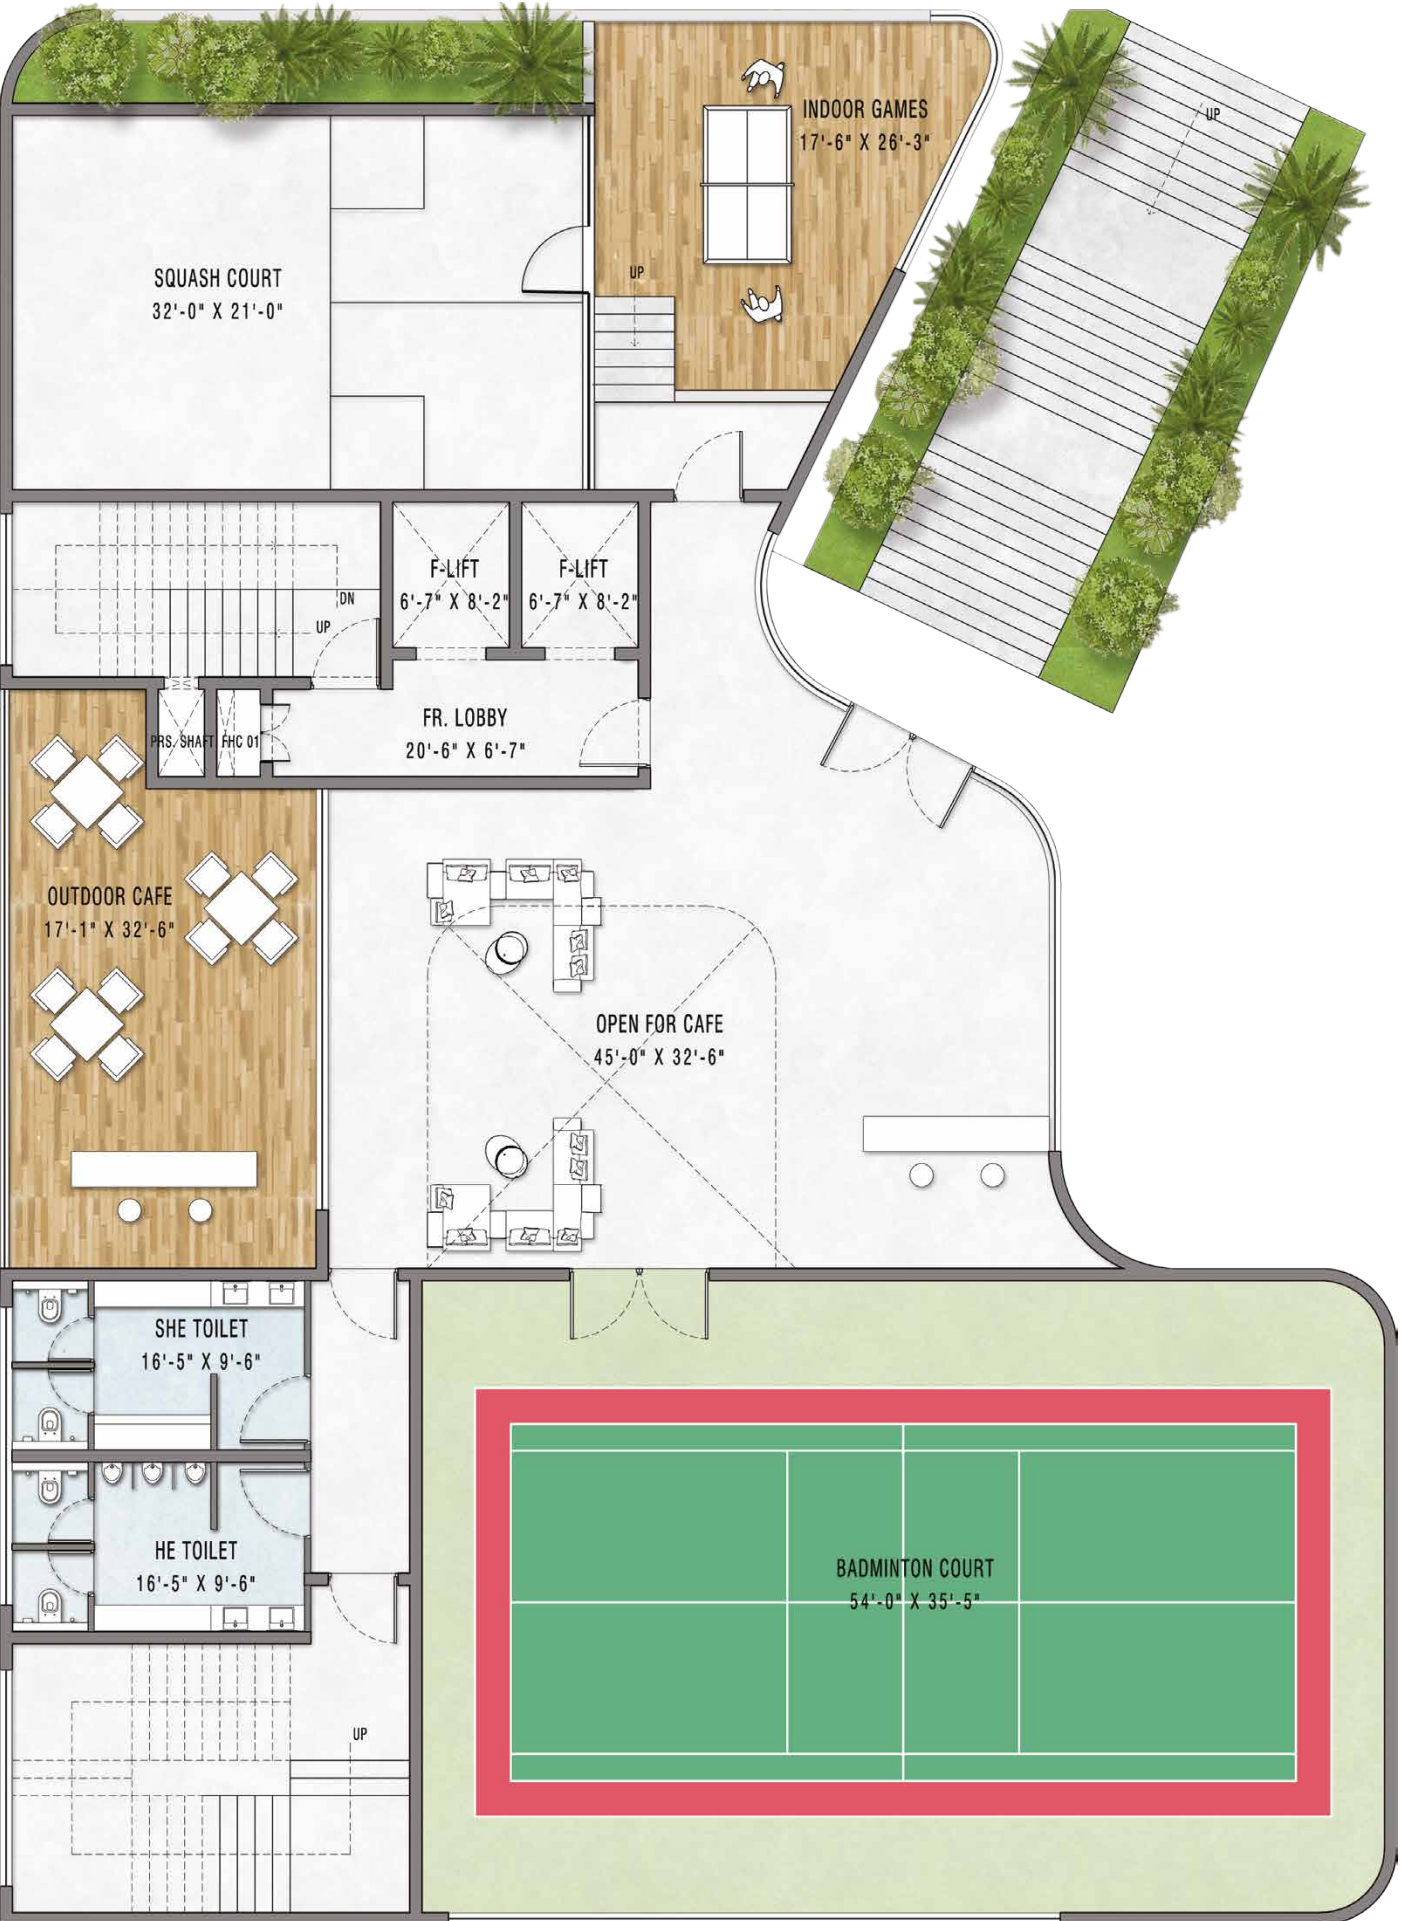 INDOOR GAMES
17'-6" X 26'-3"
UP
SQUASH COURT
32'-0" X 21'-0"
UP
F-LIFT
6'-7" X 8'-2"
F-LIFT
6'-7" X 8'-2"
DN
UP
FR. LOBBY
20'-6" X 6'-7"
PRS. SHAFT
FHC 01
OUTDOOR CAFE
17'-1" X 32'-6"
OPEN FOR CAFE
45'-0" X 32'-6"
SHE TOILET
16'-5" X 9'-6"
HE TOILET
16'-5" X 9'-6"
BADMINTON COURT
54'-0" X 35'-5"
UP